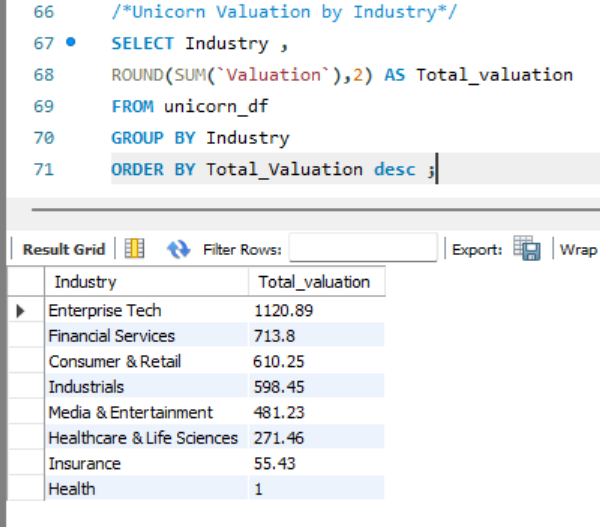 66 /*Unicorn Valuation by Industry*/
67 SELECT Industry ,
68 ROUND(SUM(`Valuation`),2) AS Total_valuation
69 FROM unicorn_df
70 GROUP BY Industry
71 ORDER BY Total_Valuation desc ;
Result Grid Filter Rows: Export: Wrap
Industry Total_valuation
Enterprise Tech 1120.89
Financial Services 713.8
Consumer & Retail 610.25
Industrials 598.45
Media & Entertainment 481.23
Healthcare & Life Sciences 271.46
Insurance 55.43
Health 1